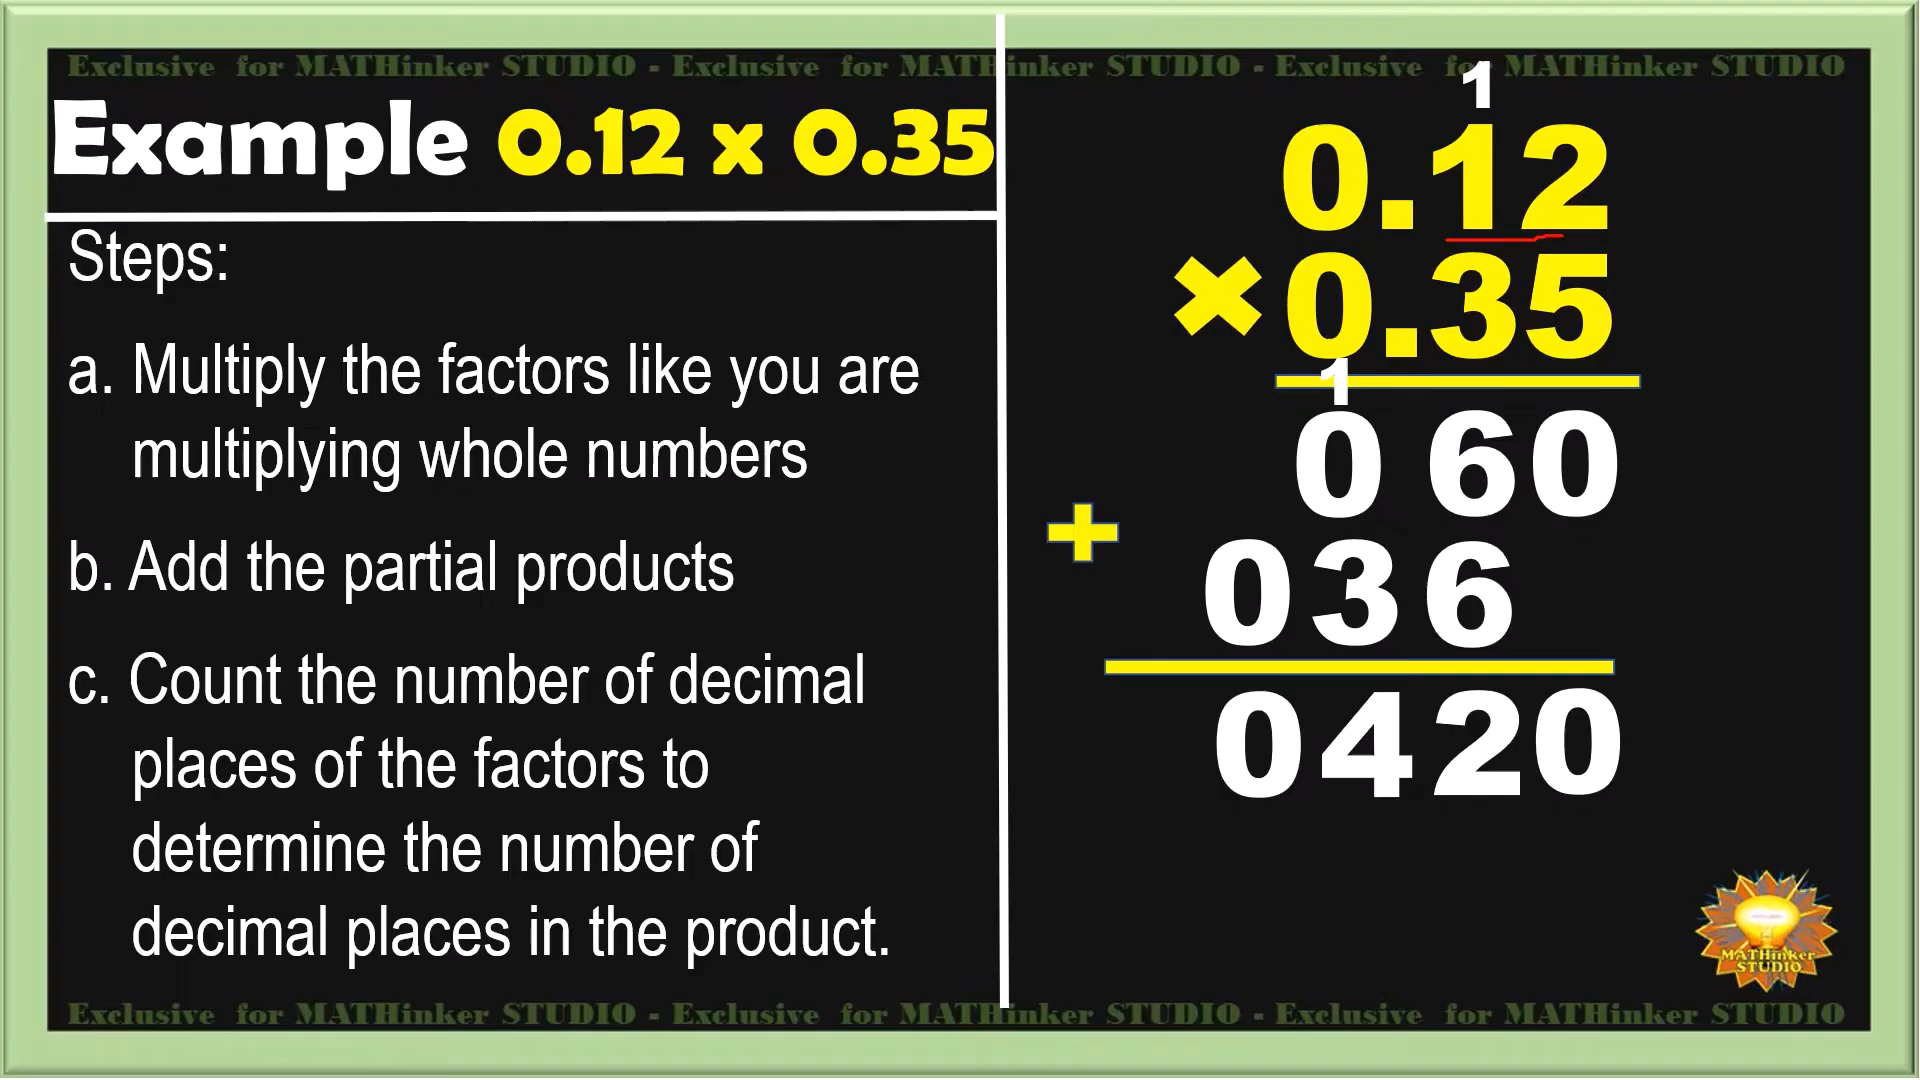 Exclusive for MATHinker STUDIO - Exclusive for MATHinker STUDIO - Exclusive for MATHinker STUDIO
Example 0.12 x 0.35
Steps:
a. Multiply the factors like you are
multiplying whole numbers
b. Add the partial products
c. Count the number of decimal
places of the factors to
determine the number of
decimal places in the product.
1
0.12
×0.35
1
0 60
+
036
0420
MATHinker
STUDIO
Exclusive for MATHinker STUDIO - Exclusive for MATHinker STUDIO - Exclusive for MATHinker STUDIO